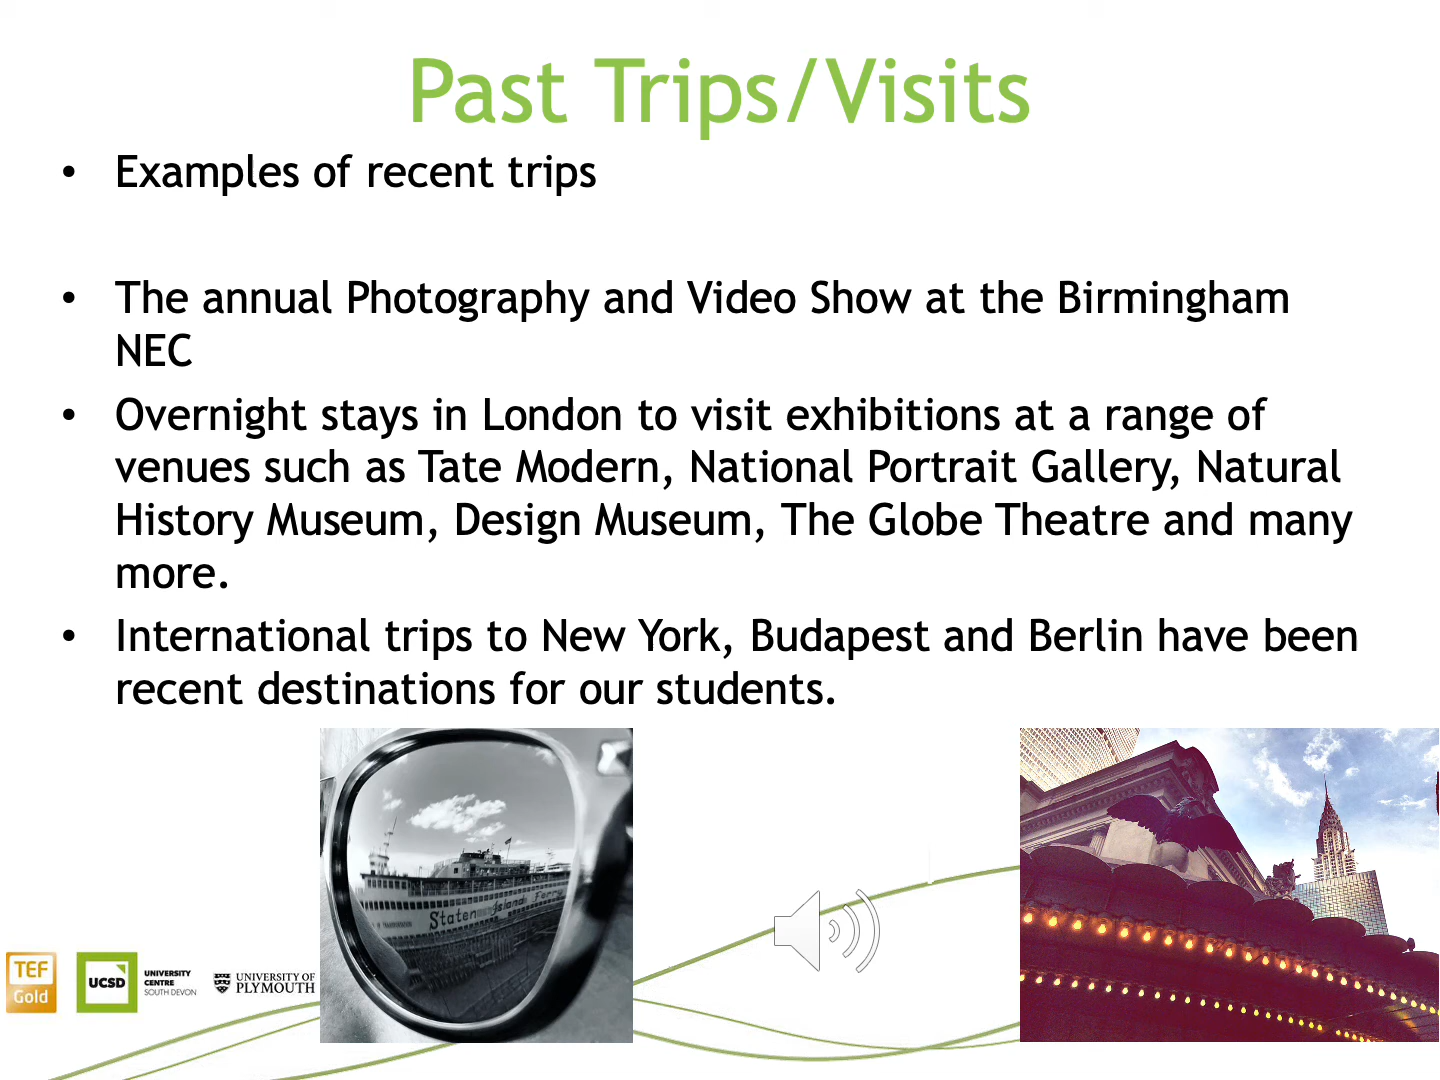 Past Trips/Visits
• Examples of recent trips
• The annual Photography and Video Show at the Birmingham
NEC
• Overnight stays in London to visit exhibitions at a range of
venues such as Tate Modern, National Portrait Gallery, Natural
History Museum, Design Museum, The Globe Theatre and many
more.
• International trips to New York, Budapest and Berlin have been
recent destinations for our students.
Staten Island Ferry
TEF
Gold
UCSD
UNIVERSITY
CENTRE
SOUTH DEVON
UNIVERSITY OF
PLYMOUTH